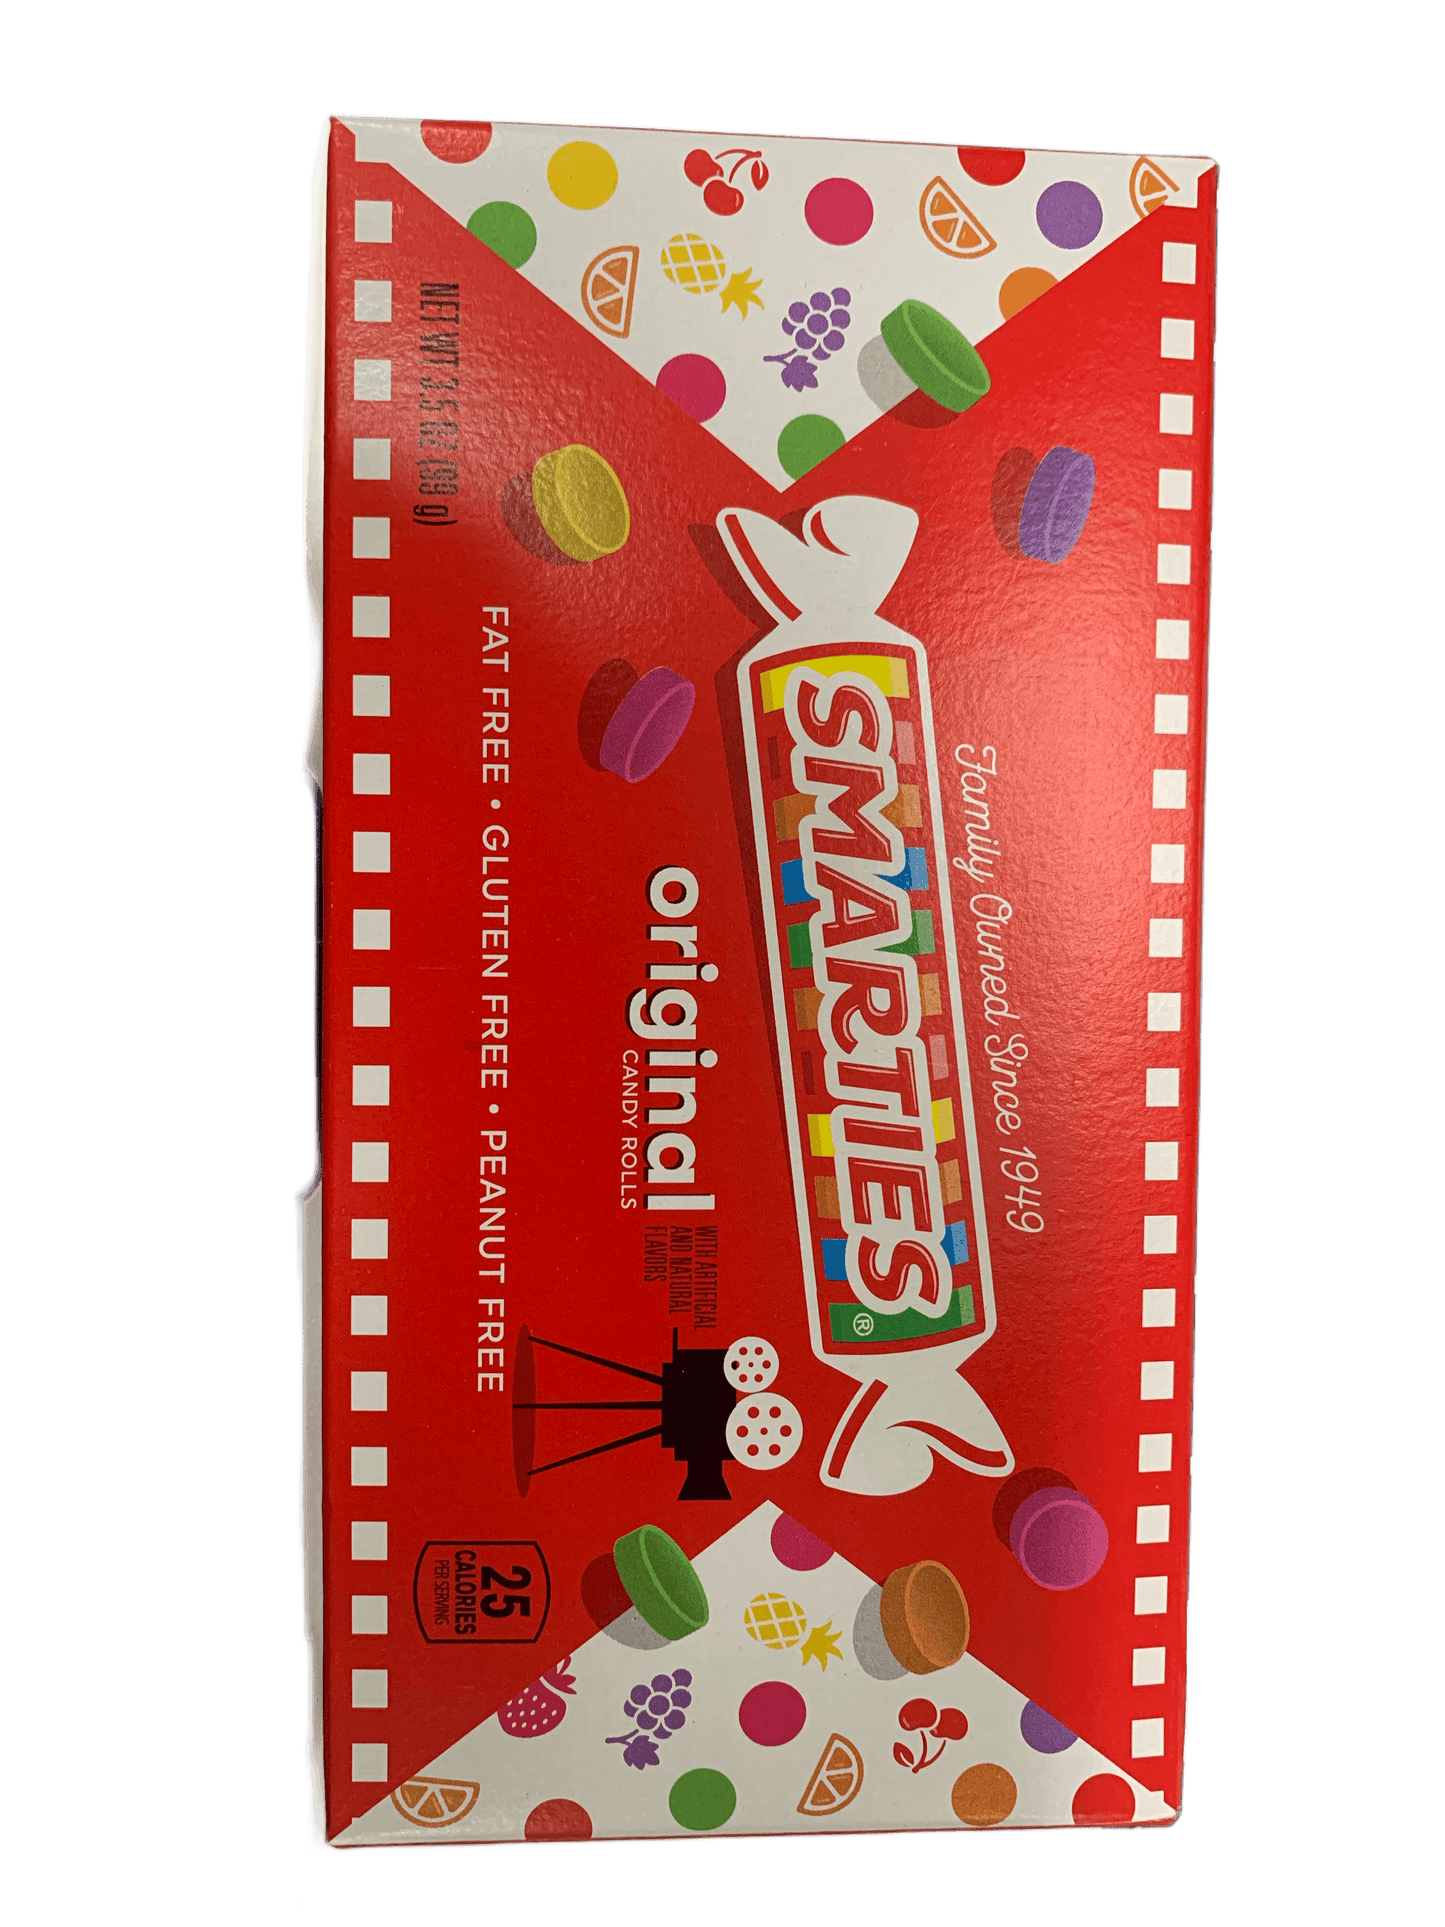 Family Owned Since 1949
SMARTIES®
original
CANDY ROLLS
WITH ARTIFICIAL
AND NATURAL
FLAVORS
FAT FREE • GLUTEN FREE • PEANUT FREE
NET WT 3.5 OZ (99 g)
25
CALORIES
PER SERVING